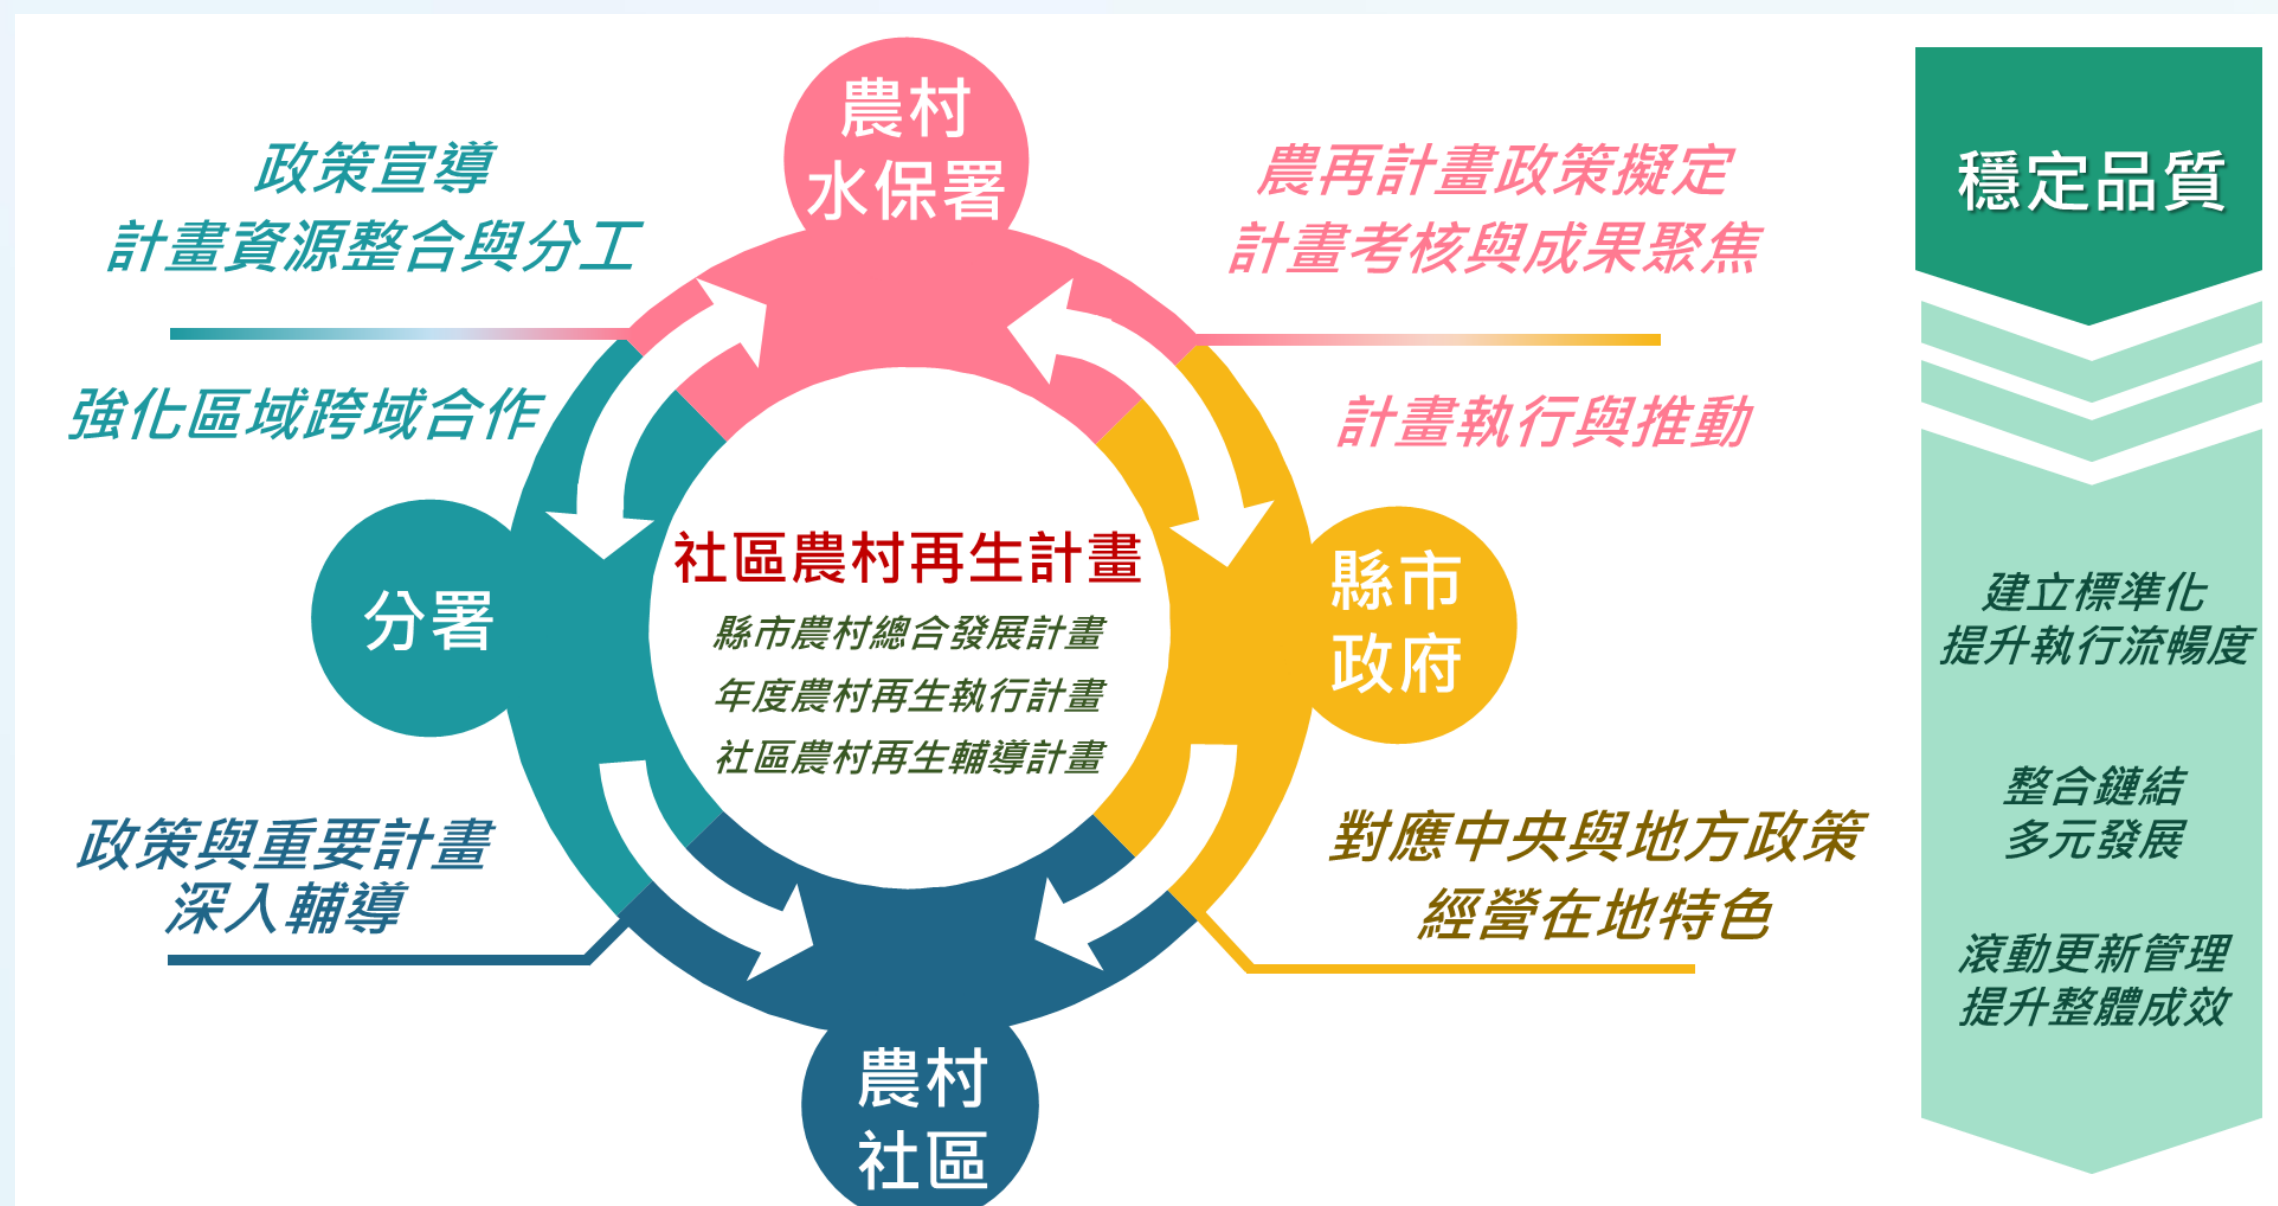 農村
水保署
政策宣導
計畫資源整合與分工
強化區域跨域合作
農再計畫政策擬定
計畫考核與成果聚焦
計畫執行與推動
分署
社區農村再生計畫
縣市農村總合發展計畫
年度農村再生執行計畫
社區農村再生輔導計畫
縣市
政府
政策與重要計畫
深入輔導
對應中央與地方政策
經營在地特色
農村
社區
穩定品質
建立標準化
提升執行流暢度
整合鏈結
多元發展
滾動更新管理
提升整體成效